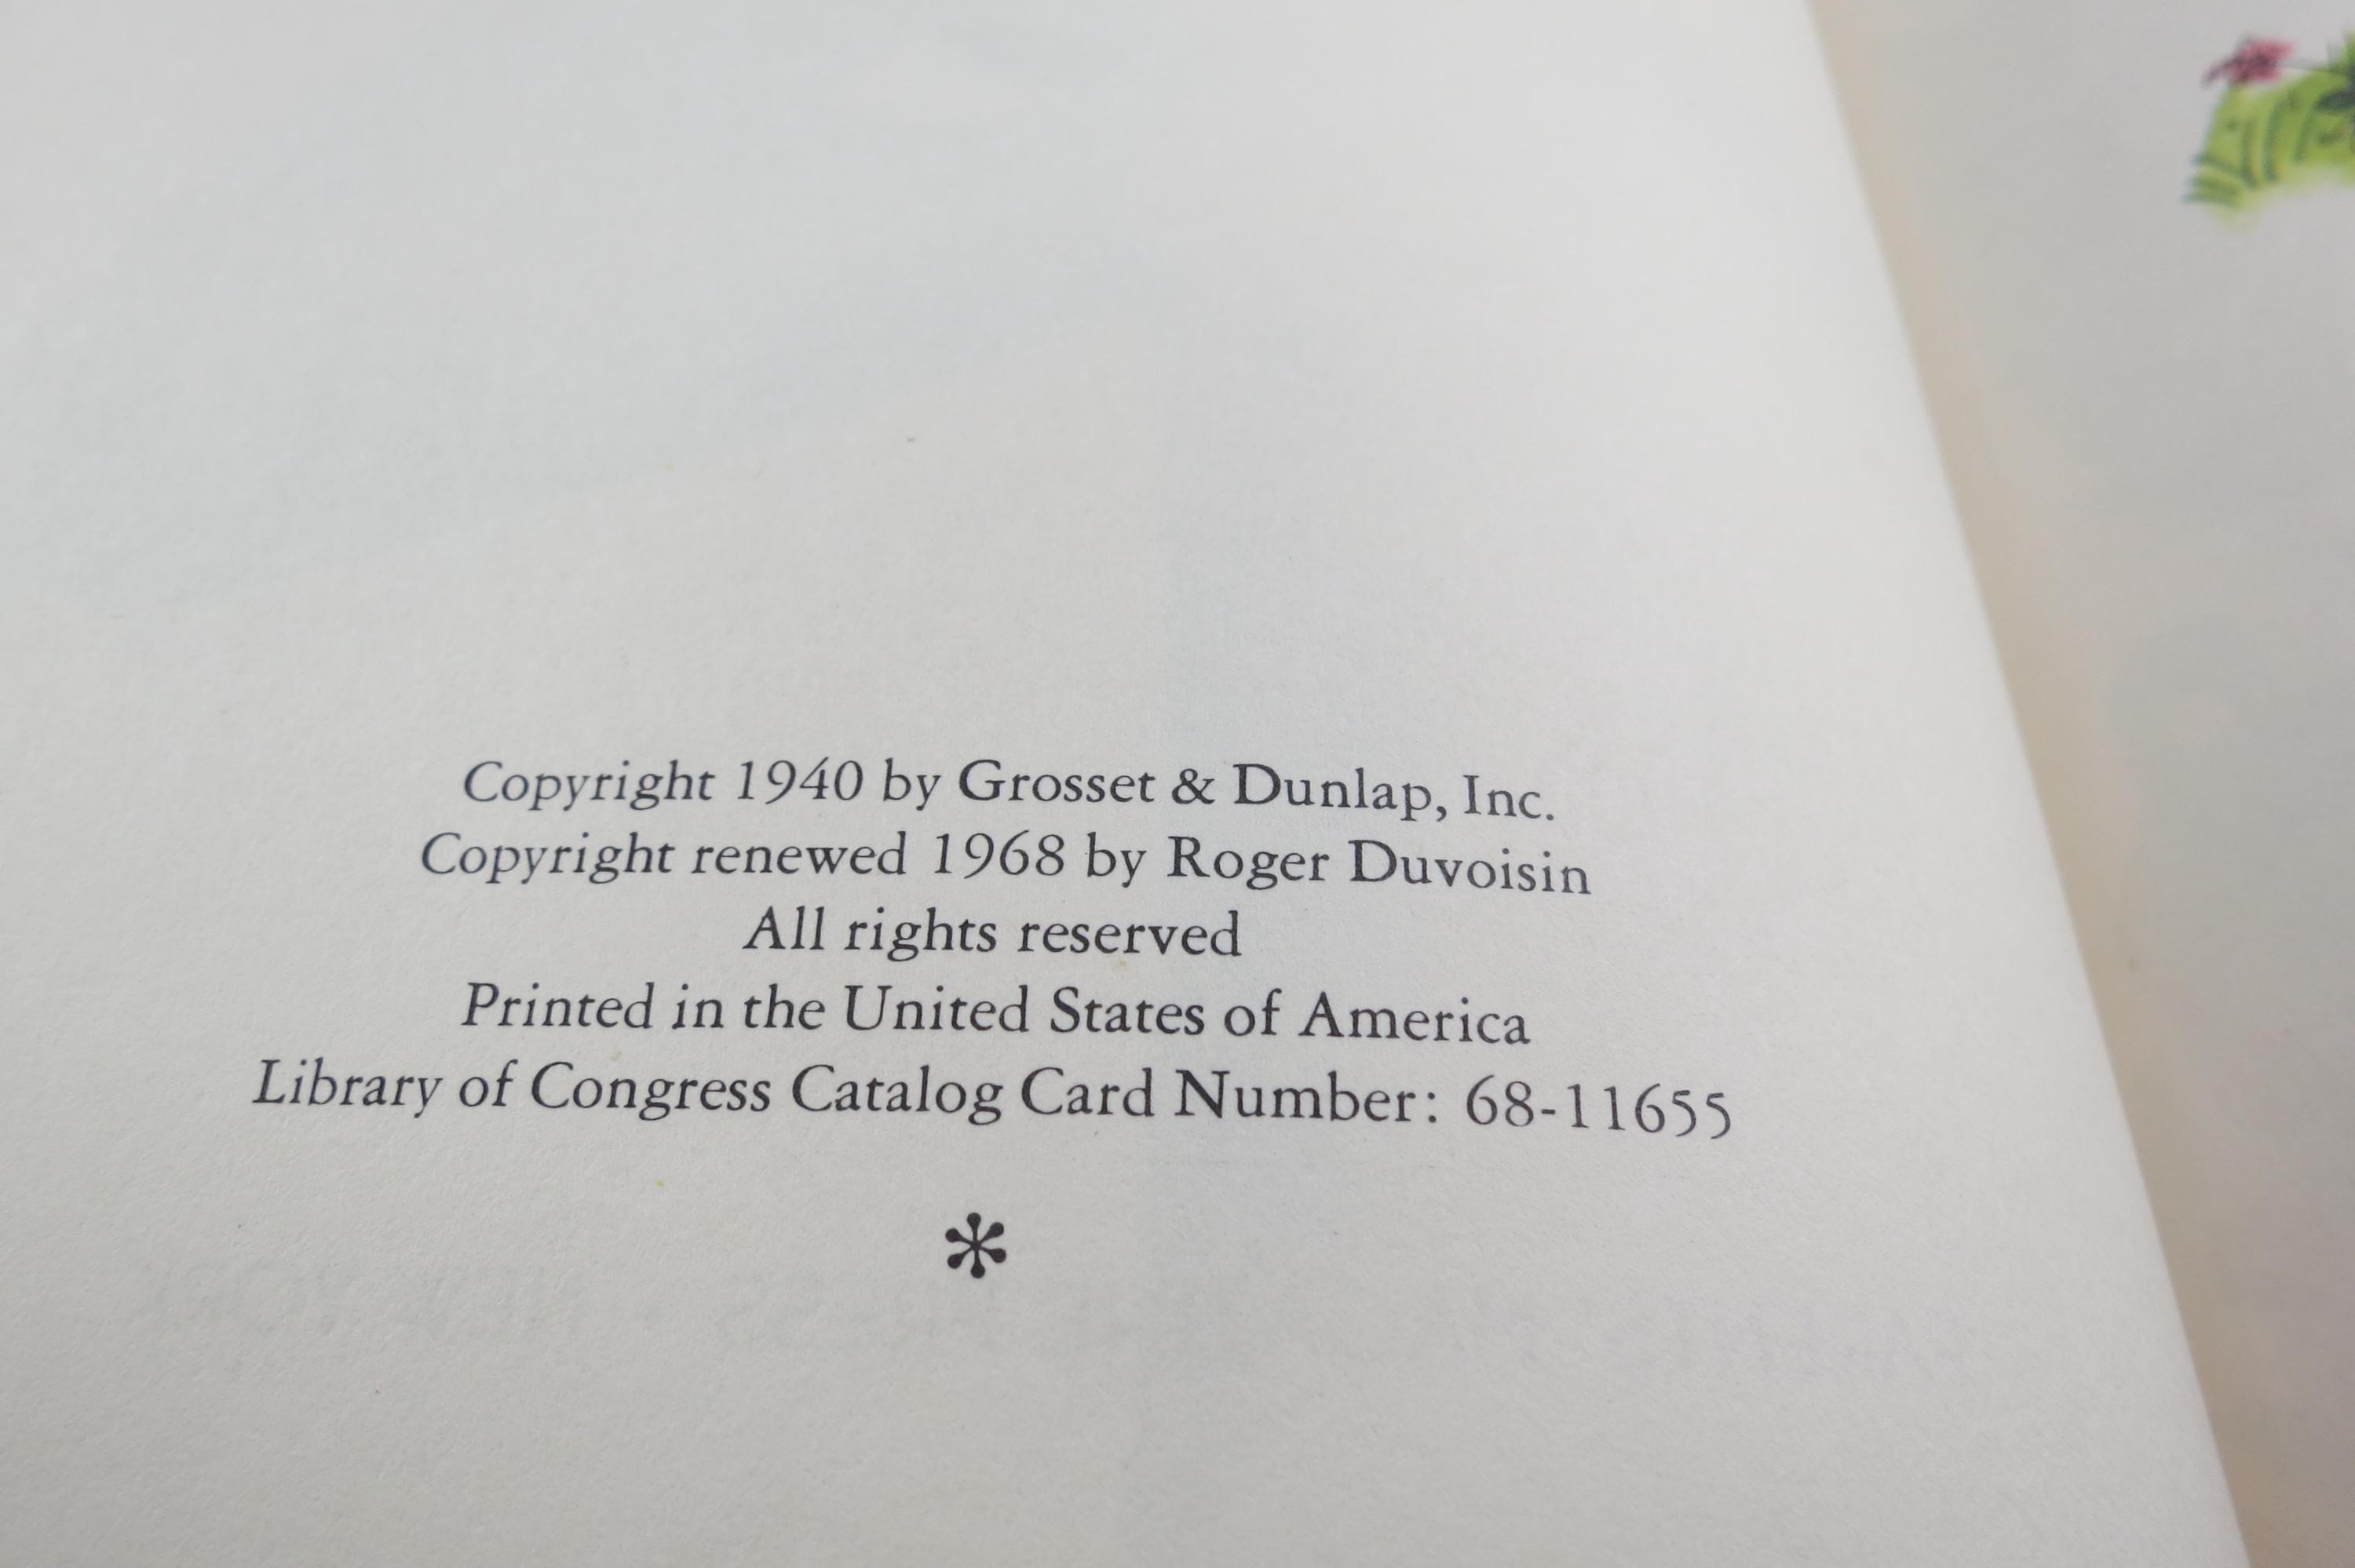 Copyright 1940 by Grosset & Dunlap, Inc.
Copyright renewed 1968 by Roger Duvoisin
All rights reserved
Printed in the United States of America
Library of Congress Catalog Card Number: 68-11655
*